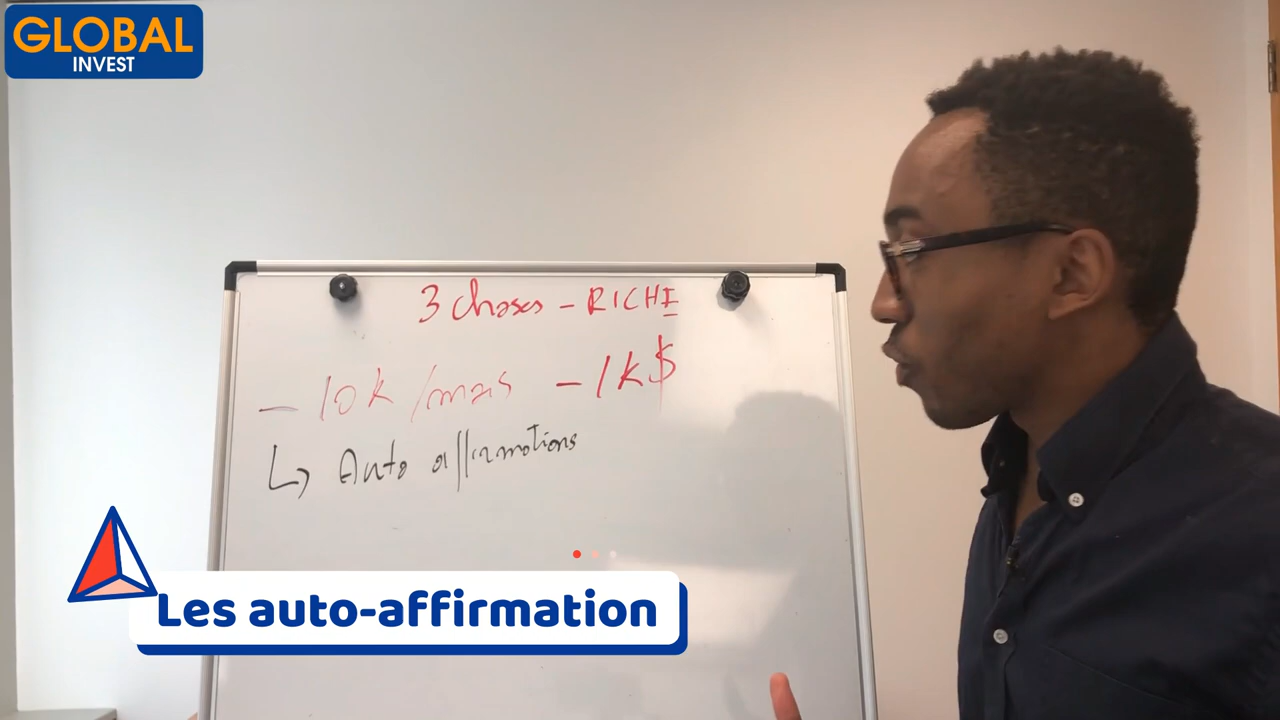 GLOBAL
INVEST
3 choses - RICHE
- 10k/mois - 1K$
↳ Auto affirmations
Les auto-affirmation